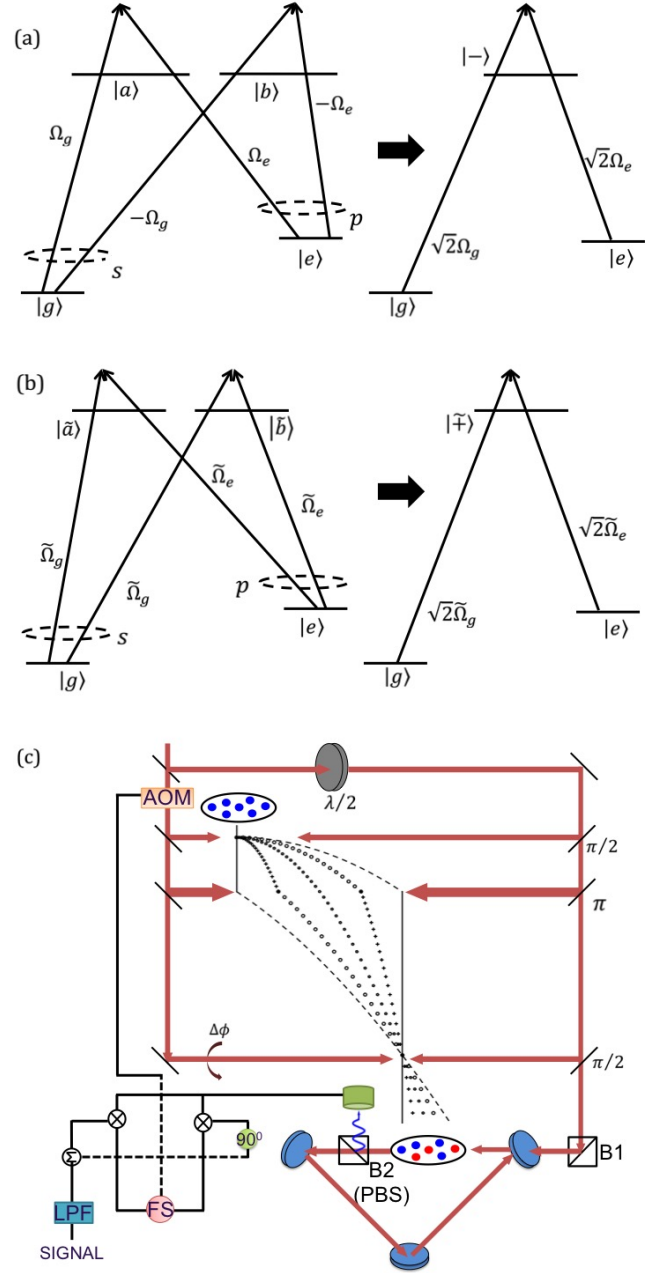 (a)
|a⟩
|b⟩
|−⟩
Ω_g
Ω_e
−Ω_e
−Ω_g
√2Ω_e
s
p
|e⟩
√2Ω_g
|e⟩
|g⟩
|g⟩
(b)
|ã⟩
|b̃⟩
|∓̃⟩
Ω̃_e
Ω̃_e
Ω̃_g
Ω̃_g
√2Ω̃_e
p
s
|e⟩
√2Ω̃_g
|e⟩
|g⟩
|g⟩
(c)
λ/2
AOM
π/2
π
Δϕ
π/2
90⁰
B1
B2
(PBS)
Σ
LPF
FS
SIGNAL